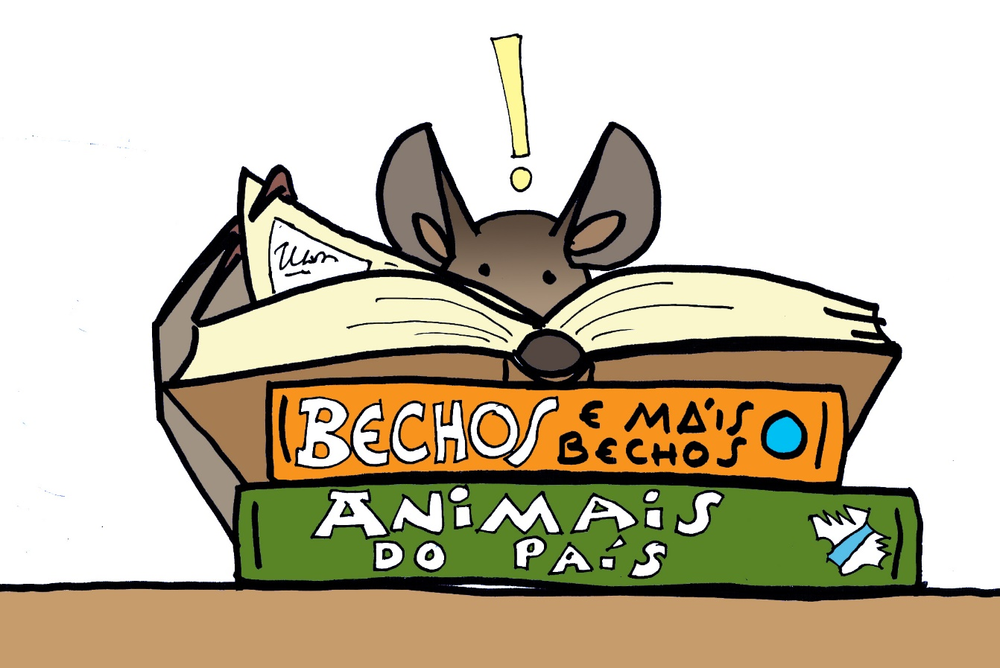 !
BECHOS E MÁIS
BECHOS
ANIMAIS
DO PAÍS